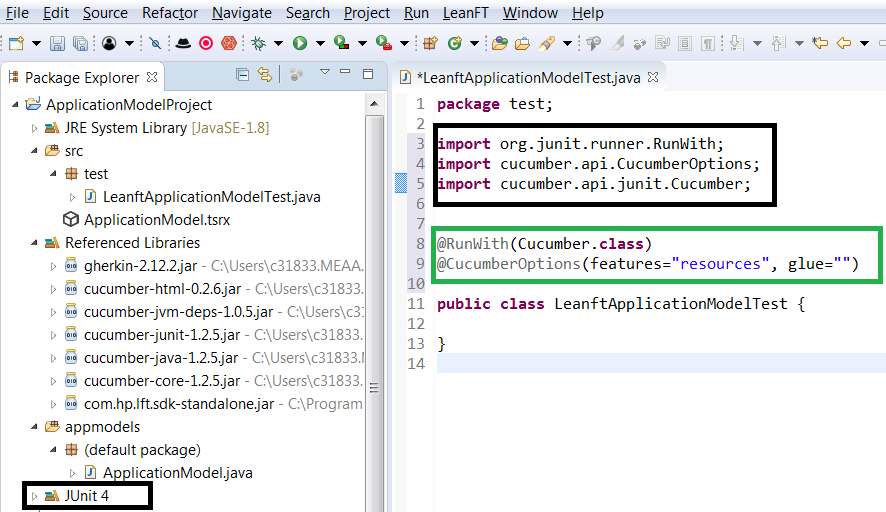 File Edit Source Refactor Navigate Search Project Run LeanFT Window Help
Package Explorer
ApplicationModelProject
JRE System Library [JavaSE-1.8]
src
test
LeanftApplicationModelTest.java
ApplicationModel.tsrx
Referenced Libraries
gherkin-2.12.2.jar - C:\Users\c31833.MEAA.
cucumber-html-0.2.6.jar - C:\Users\c31833.
cucumber-jvm-deps-1.0.5.jar - C:\Users\c31833.
cucumber-junit-1.2.5.jar - C:\Users\c31833.
cucumber-java-1.2.5.jar - C:\Users\c31833.M
cucumber-core-1.2.5.jar - C:\Users\c31833.
com.hp.lft.sdk-standalone.jar - C:\Program
appmodels
(default package)
ApplicationModel.java
JUnit 4
*LeanftApplicationModelTest.java
1 package test;
2
3 import org.junit.runner.RunWith;
4 import cucumber.api.CucumberOptions;
5 import cucumber.api.junit.Cucumber;
6
7
8 @RunWith(Cucumber.class)
9 @CucumberOptions(features="resources", glue="")
10
11 public class LeanftApplicationModelTest {
12
13 }
14